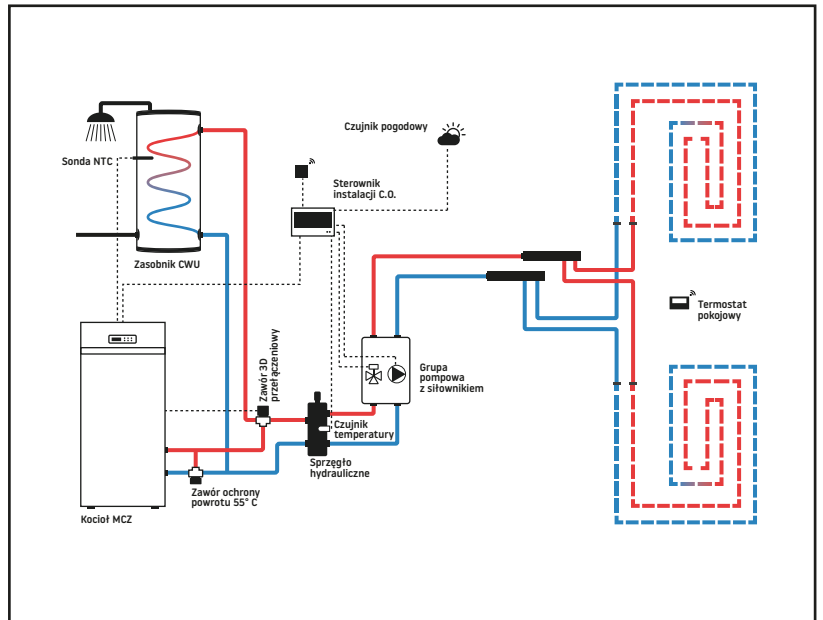 Czujnik pogodowy
Sonda NTC
Sterownik
instalacji C.O.
Zasobnik CWU
Termostat
pokojowy
Zawór 3D
przełączeniowy
Grupa
pompowa
z siłownikiem
Czujnik
temperatury
Sprzęgło
hydrauliczne
Zawór ochrony
powrotu 55° C
Kocioł MCZ